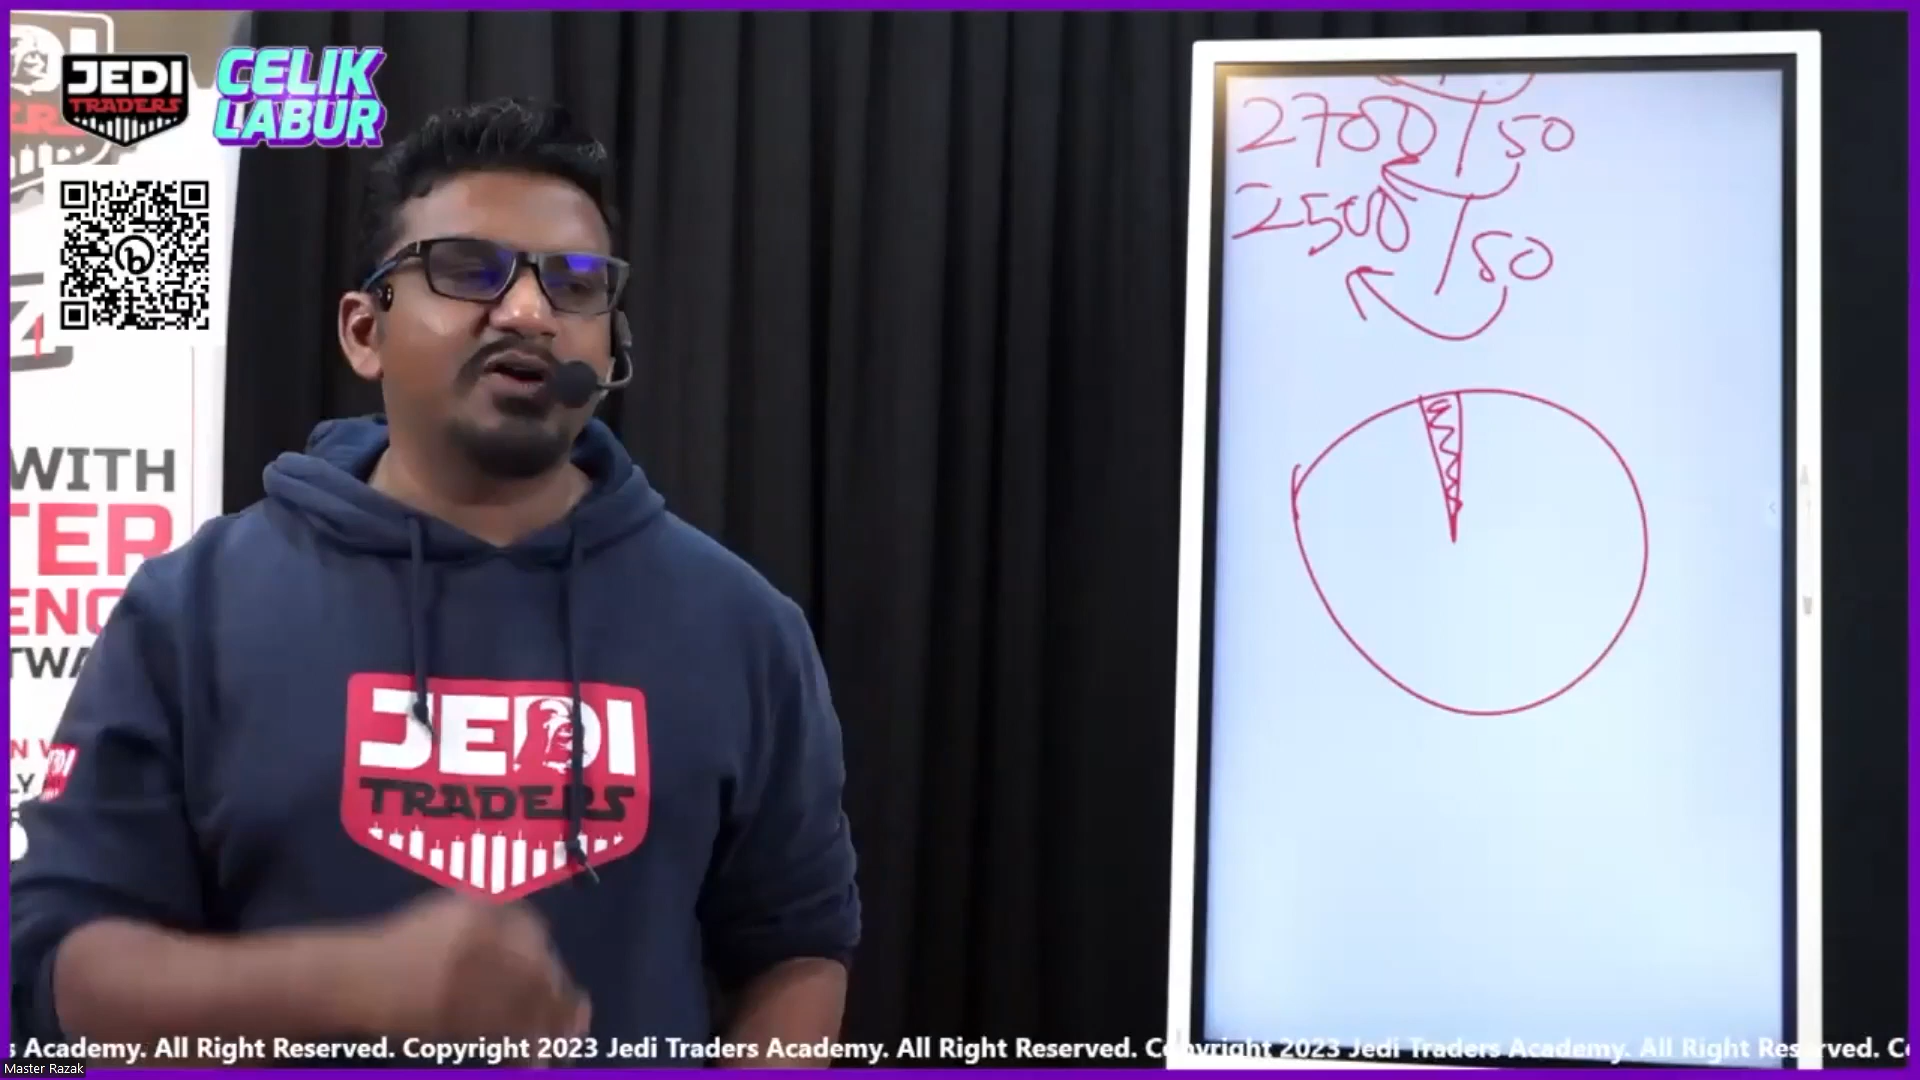 JEDI
TRADERS
CELIK
LABUR
WITH
TER
ENG
TWA
JEDI
TRADERS
2700 / 50
2500 / 50
s Academy. All Right Reserved. Copyright 2023 Jedi Traders Academy. All Right Reserved. Copyright 2023 Jedi Traders Academy. All Right Reserved. Co
Master Razak